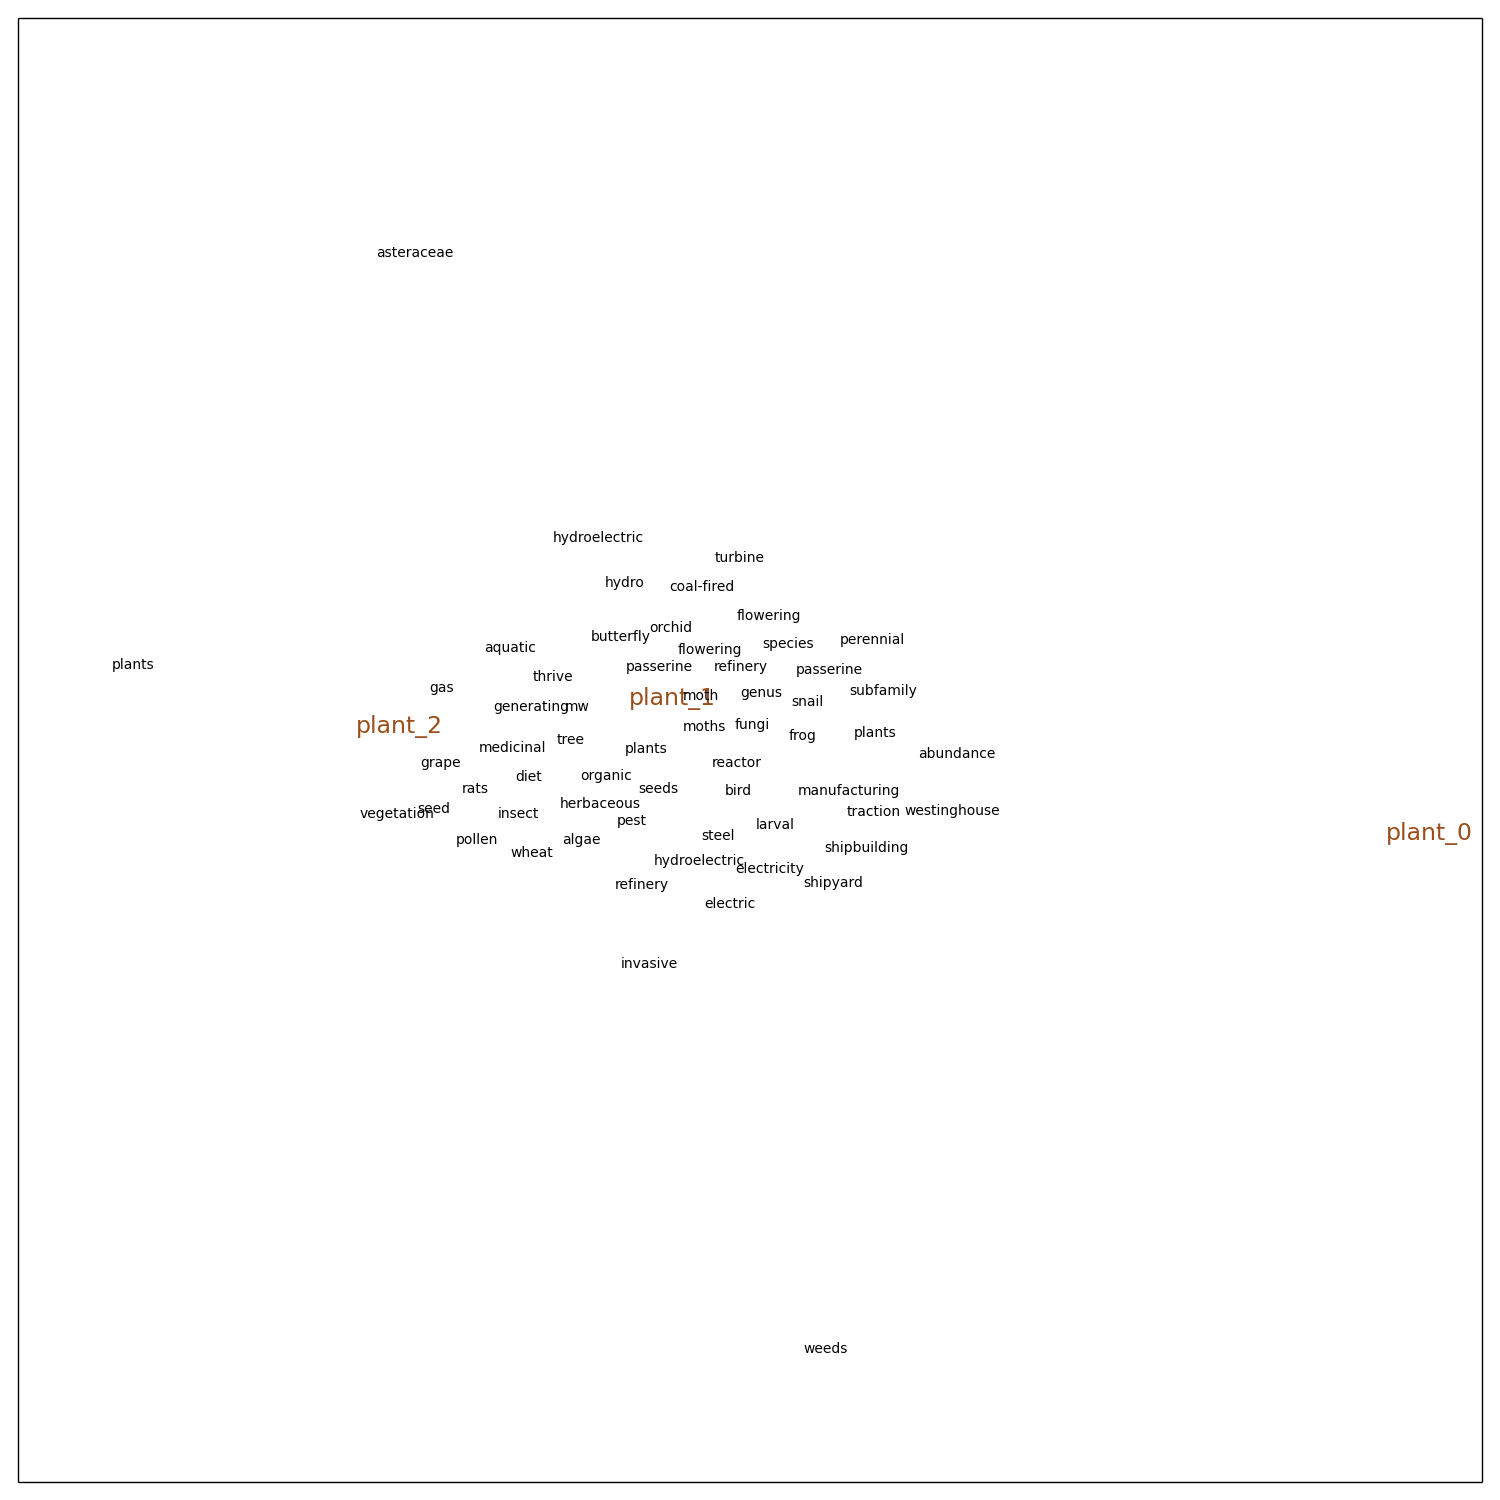 asteraceae
hydroelectric
turbine
hydro
coal-fired
flowering
orchid
butterfly
species
perennial
aquatic
flowering
plants
passerine
refinery
passerine
thrive
gas
subfamily
plant_1
moth
genus
snail
generating
mw
plant_2
moths
fungi
plants
frog
tree
medicinal
plants
abundance
grape
reactor
diet
organic
rats
seeds
bird
manufacturing
herbaceous
seed
vegetation
insect
traction
westinghouse
pest
larval
plant_0
steel
pollen
algae
shipbuilding
wheat
hydroelectric
electricity
refinery
shipyard
electric
invasive
weeds